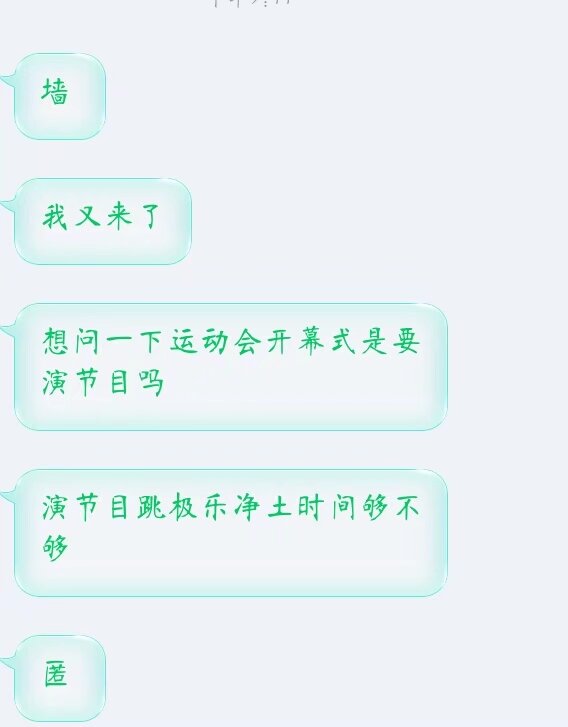 墙
我又来了
想问一下运动会开幕式是要
演节目吗
演节目跳极乐净土时间够不
够
匿